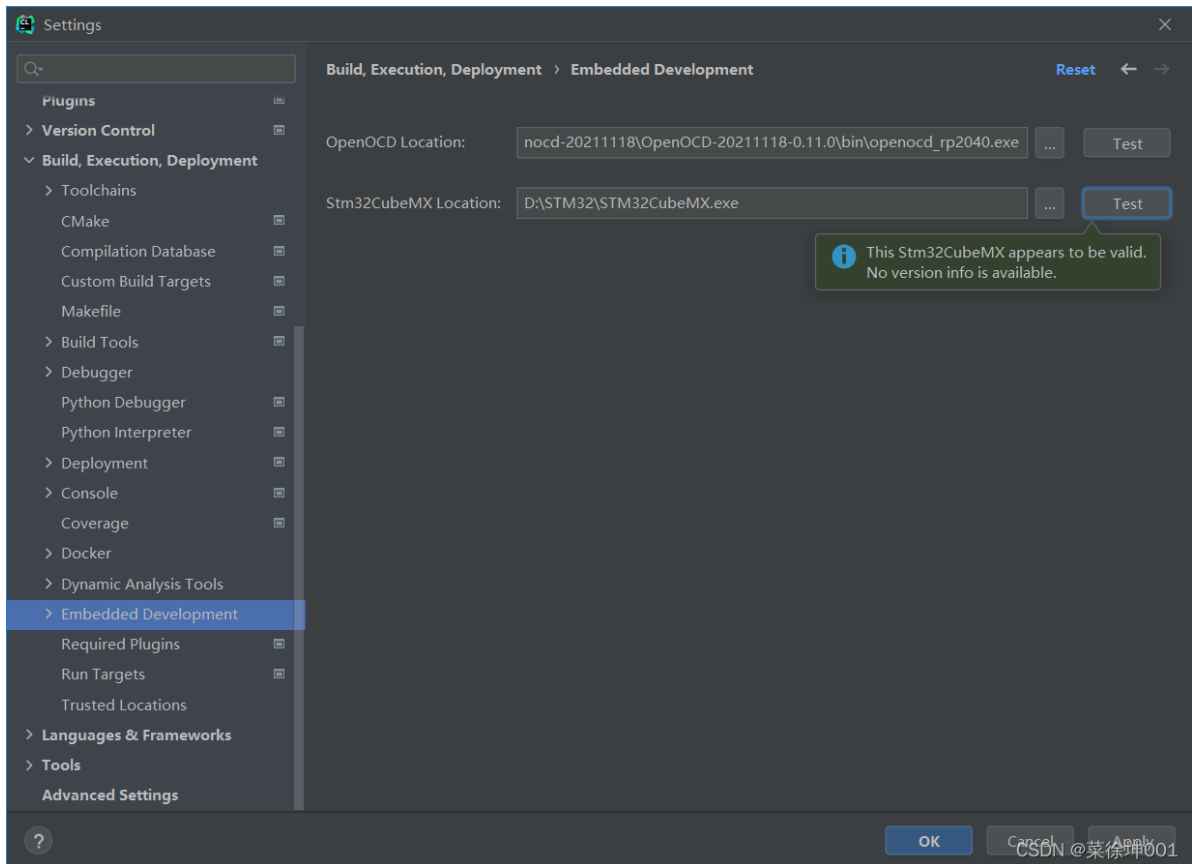 Settings
Plugins
Version Control
Build, Execution, Deployment
Toolchains
CMake
Compilation Database
Custom Build Targets
Makefile
Build Tools
Debugger
Python Debugger
Python Interpreter
Deployment
Console
Coverage
Docker
Dynamic Analysis Tools
Embedded Development
Required Plugins
Run Targets
Trusted Locations
Languages & Frameworks
Tools
Advanced Settings
Build, Execution, Deployment › Embedded Development
Reset
OpenOCD Location: nocd-20211118\OpenOCD-20211118-0.11.0\bin\openocd_rp2040.exe ... Test
Stm32CubeMX Location: D:\STM32\STM32CubeMX.exe ... Test
This Stm32CubeMX appears to be valid.
No version info is available.
? OK Cancel Apply
CSDN @菜徐坤001